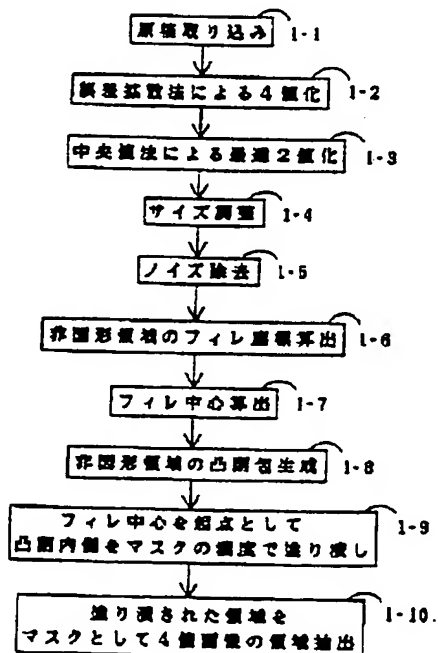 原稿取り込み 1-1
誤差拡散法による4値化 1-2
中央値法による最適2値化 1-3
サイズ調整 1-4
ノイズ除去 1-5
非図形領域のフィレ座標算出 1-6
フィレ中心算出 1-7
非図形領域の凸閉包生成 1-8
フィレ中心を起点として 1-9
凸閉内側をマスクの濃度で塗り潰し
塗り潰された領域を 1-10.
マスクとして4値画像の領域抽出